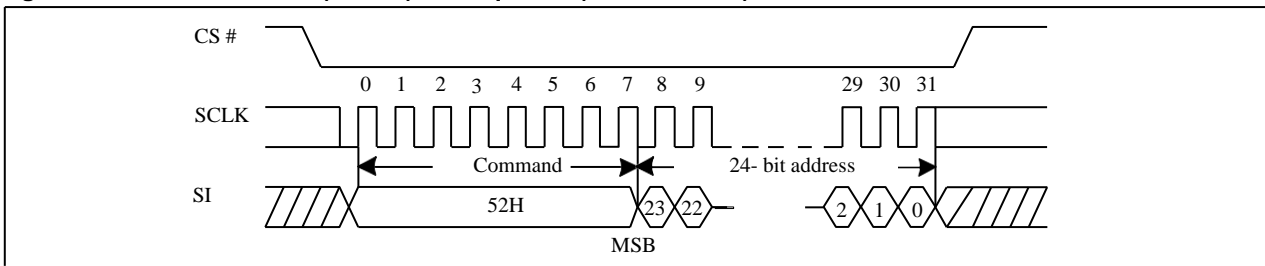 CS #
0 1 2 3 4 5 6 7 8 9 29 30 31
SCLK
Command 24- bit address
SI
52H 23 22 2 1 0
MSB